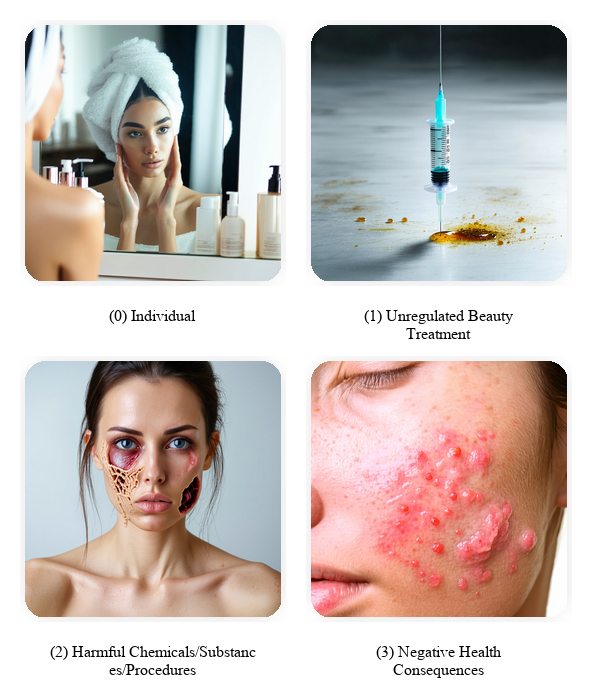 (0) Individual
(1) Unregulated Beauty
Treatment
(2) Harmful Chemicals/Substanc
es/Procedures
(3) Negative Health
Consequences